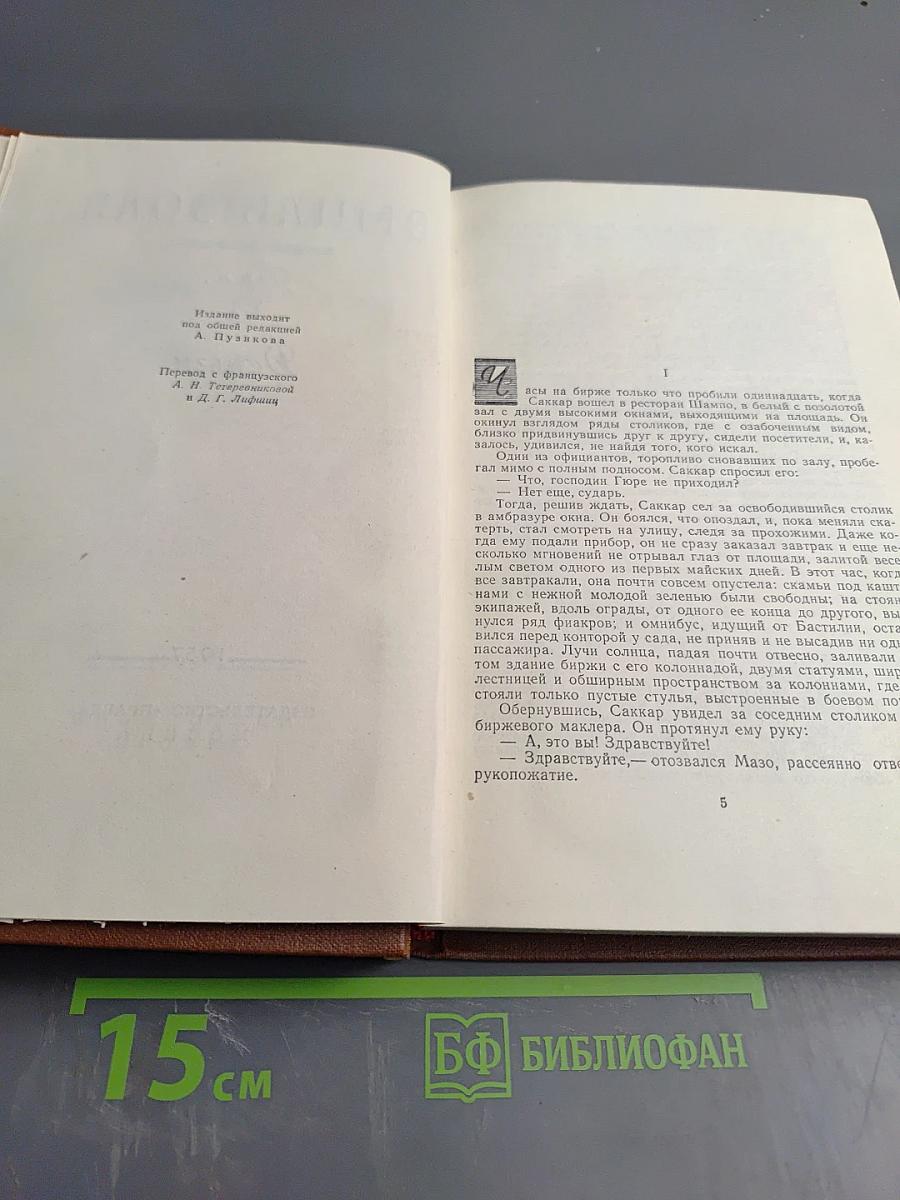 Издание выходит
под общей редакцией
А. Пузикова
Перевод с французского
А. Н. Тетеревниковой
и Д. Г. Лифшиц
I
Часы на бирже только что пробили одиннадцать, когда
Саккар вошел в ресторан Шампо, в белый с позолотой
зал с двумя высокими окнами, выходящими на площадь. Он
окинул взглядом ряды столиков, где с озабоченным видом,
близко придвинувшись друг к другу, сидели посетители, и, ка-
залось, удивился, не найдя того, кого искал.
Один из официантов, торопливо сновавших по залу, пробе-
гал мимо с полным подносом. Саккар спросил его:
— Что, господин Гюре не приходил?
— Нет еще, сударь.
Тогда, решив ждать, Саккар сел за освободившийся столик
в амбразуре окна. Он боялся, что опоздал, и, пока меняли ска-
терть, стал смотреть на улицу, следя за прохожими. Даже ко-
гда ему подали прибор, он не сразу заказал завтрак и еще не-
сколько мгновений не отрывал глаз от площади, залитой весе-
лым светом одного из первых майских дней. В этот час, когд
все завтракали, она почти совсем опустела: скамьи под кашт
нами с нежной молодой зеленью были свободны; на стоян
экипажей, вдоль ограды, от одного ее конца до другого, вы
нулся ряд фиакров; и омнибус, идущий от Бастилии, оста
вился перед конторой у сада, не приняв и не высадив ни одн
пассажира. Лучи солнца, падая почти отвесно, заливали
том здание биржи с его колоннадой, двумя статуями, шир
лестницей и обширным пространством за колоннами, где
стояли только пустые стулья, выстроенные в боевом по
Обернувшись, Саккар увидел за соседним столиком
биржевого маклера. Он протянул ему руку:
— А, это вы! Здравствуйте!
— Здравствуйте,— отозвался Мазо, рассеянно отве
рукопожатие.
5
15 см
БФ БИБЛИОФАН